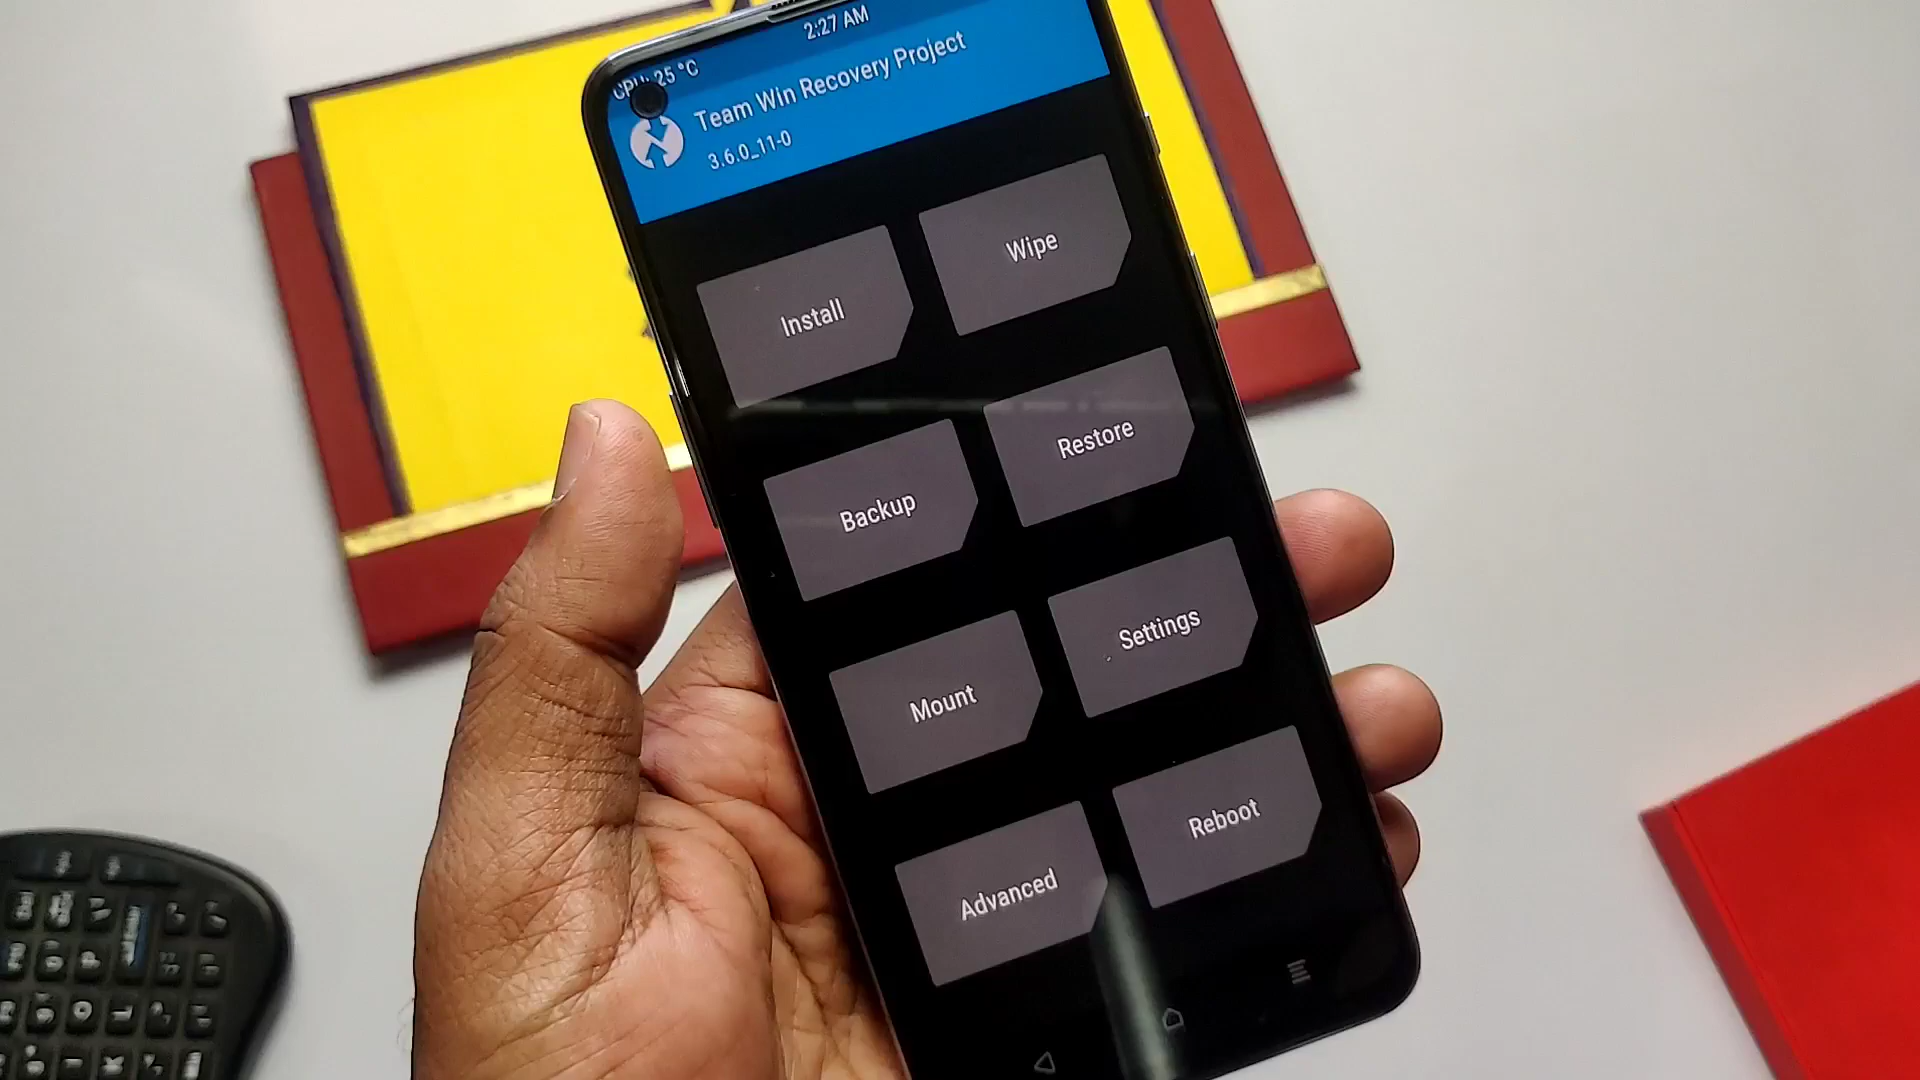 2:27 AM
CPU: 25 °C
Team Win Recovery Project
3.6.0_11-0
Install
Wipe
Backup
Restore
Mount
Settings
Advanced
Reboot